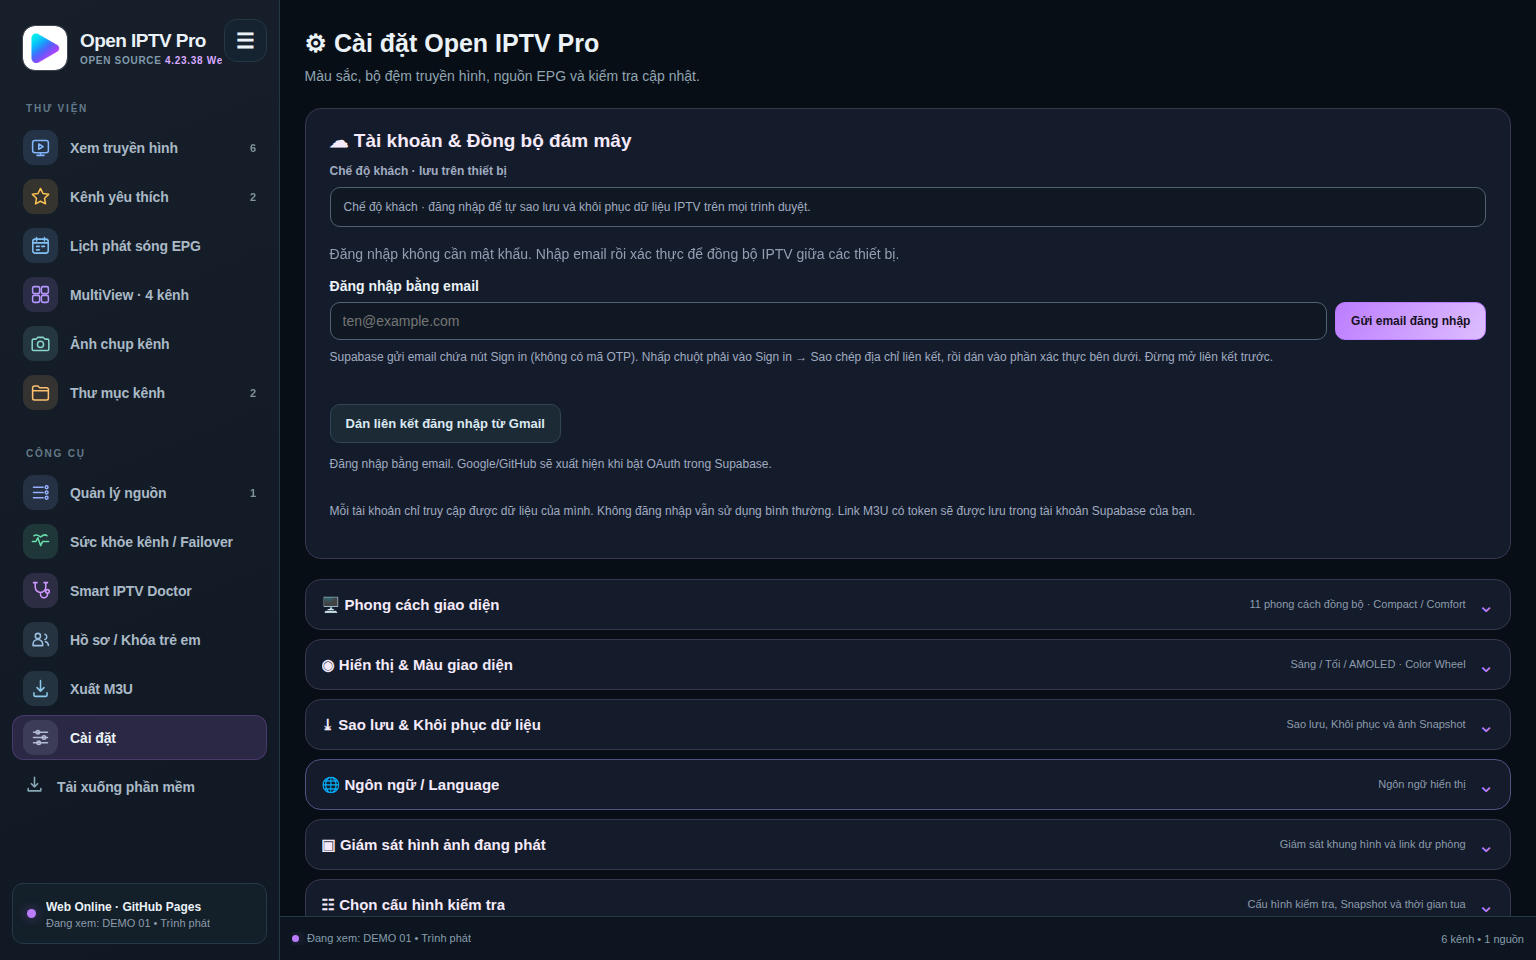 Open IPTV Pro
OPEN SOURCE 4.23.38 We
☰
THƯ VIỆN
Xem truyền hình 6
Kênh yêu thích 2
Lịch phát sóng EPG
MultiView · 4 kênh
Ảnh chụp kênh
Thư mục kênh 2
CÔNG CỤ
Quản lý nguồn 1
Sức khỏe kênh / Failover
Smart IPTV Doctor
Hồ sơ / Khóa trẻ em
Xuất M3U
Cài đặt
Tải xuống phần mềm
Web Online · GitHub Pages
Đang xem: DEMO 01 • Trình phát
⚙ Cài đặt Open IPTV Pro
Màu sắc, bộ đệm truyền hình, nguồn EPG và kiểm tra cập nhật.
☁ Tài khoản & Đồng bộ đám mây
Chế độ khách · lưu trên thiết bị
Chế độ khách · đăng nhập để tự sao lưu và khôi phục dữ liệu IPTV trên mọi trình duyệt.
Đăng nhập không cần mật khẩu. Nhập email rồi xác thực để đồng bộ IPTV giữa các thiết bị.
Đăng nhập bằng email
ten@example.com
Gửi email đăng nhập
Supabase gửi email chứa nút Sign in (không có mã OTP). Nhấp chuột phải vào Sign in → Sao chép địa chỉ liên kết, rồi dán vào phần xác thực bên dưới. Đừng mở liên kết trước.
Dán liên kết đăng nhập từ Gmail
Đăng nhập bằng email. Google/GitHub sẽ xuất hiện khi bật OAuth trong Supabase.
Mỗi tài khoản chỉ truy cập được dữ liệu của mình. Không đăng nhập vẫn sử dụng bình thường. Link M3U có token sẽ được lưu trong tài khoản Supabase của bạn.
🖥️ Phong cách giao diện 11 phong cách đồng bộ · Compact / Comfort
◉ Hiển thị & Màu giao diện Sáng / Tối / AMOLED · Color Wheel
⤓ Sao lưu & Khôi phục dữ liệu Sao lưu, Khôi phục và ảnh Snapshot
🌐 Ngôn ngữ / Language Ngôn ngữ hiển thị
▣ Giám sát hình ảnh đang phát Giám sát khung hình và link dự phòng
☷ Chọn cấu hình kiểm tra Cấu hình kiểm tra, Snapshot và thời gian tua
Đang xem: DEMO 01 • Trình phát
6 kênh • 1 nguồn